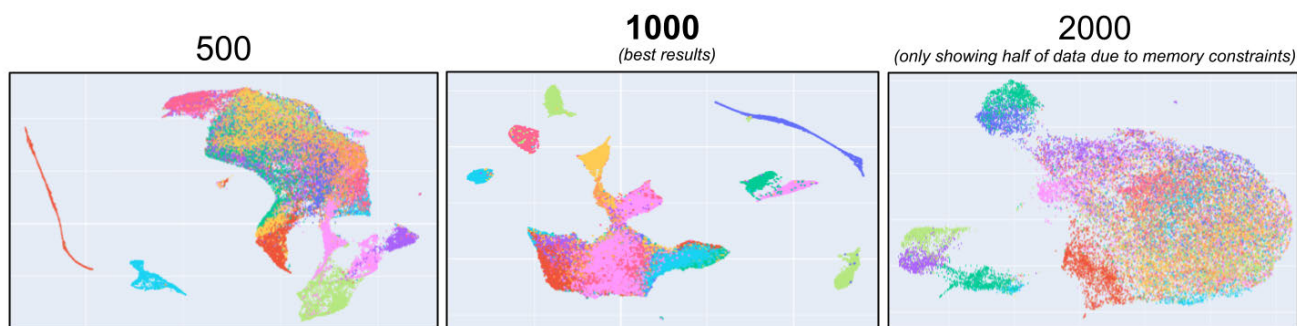 500
1000
(best results)
2000
(only showing half of data due to memory constraints)